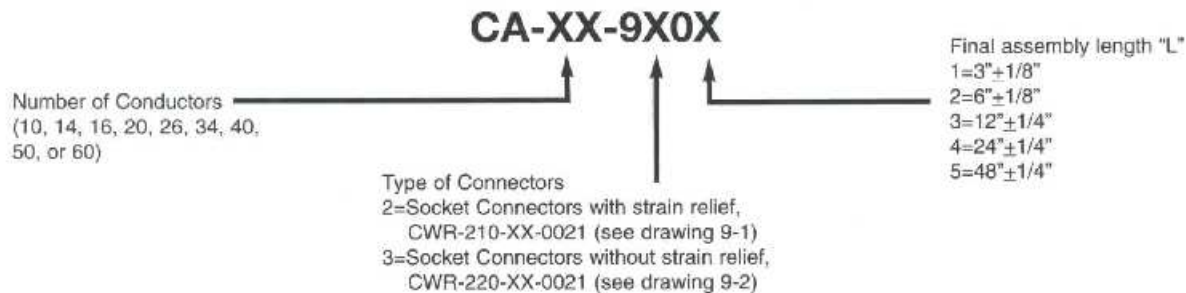 CA-XX-9X0X
Number of Conductors
(10, 14, 16, 20, 26, 34, 40,
50, or 60)
Type of Connectors
2=Socket Connectors with strain relief,
CWR-210-XX-0021 (see drawing 9-1)
3=Socket Connectors without strain relief,
CWR-220-XX-0021 (see drawing 9-2)
Final assembly length "L"
1=3"±1/8"
2=6"±1/8"
3=12"±1/4"
4=24"±1/4"
5=48"±1/4"